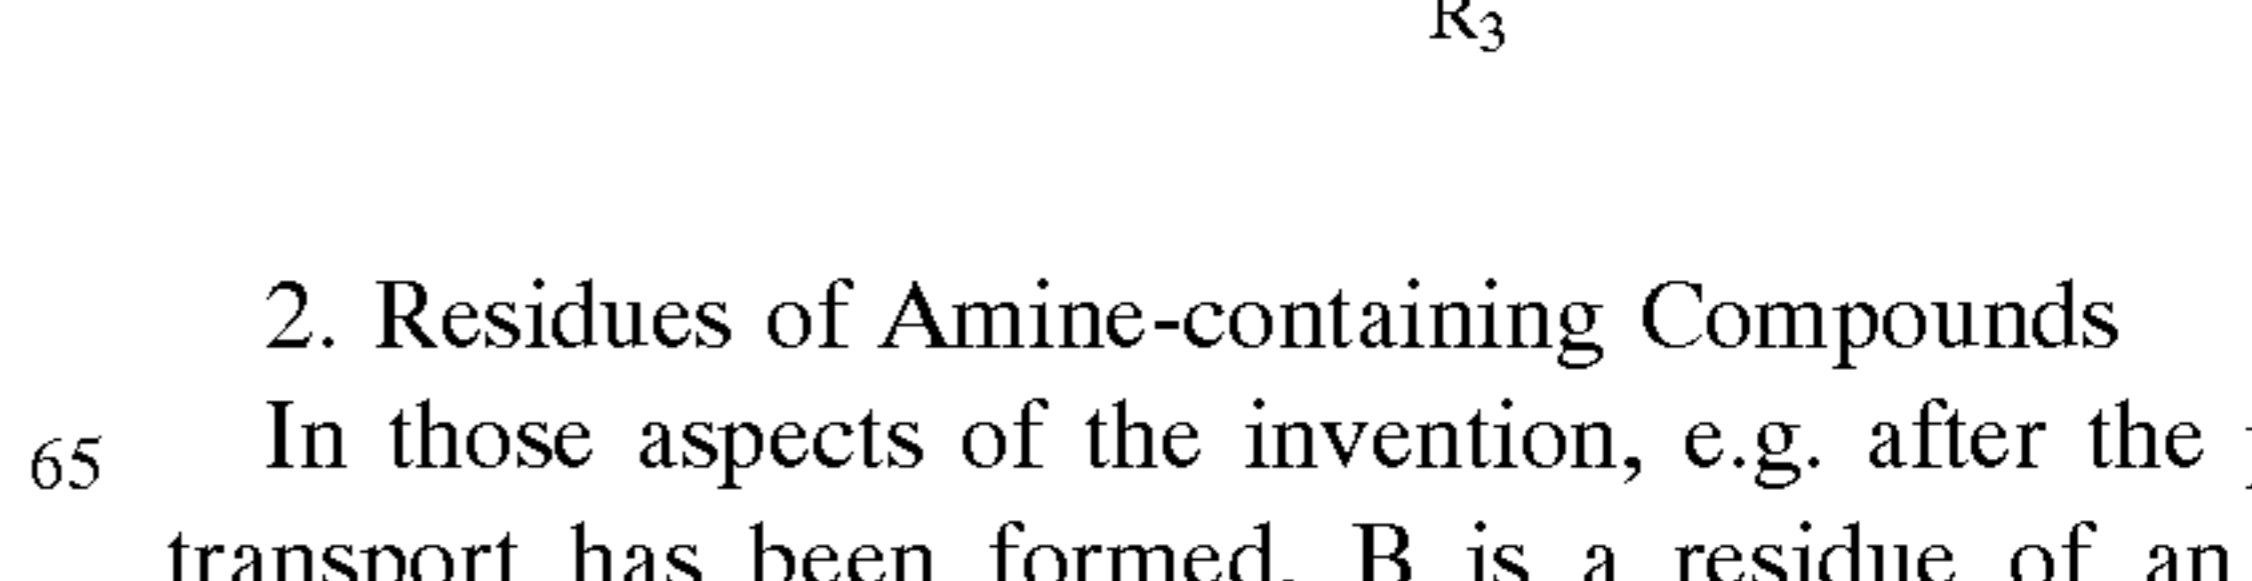 R3
2. Residues of Amine-containing Compounds
65 In those aspects of the invention, e.g. after the
transport has been formed, B is a residue of an